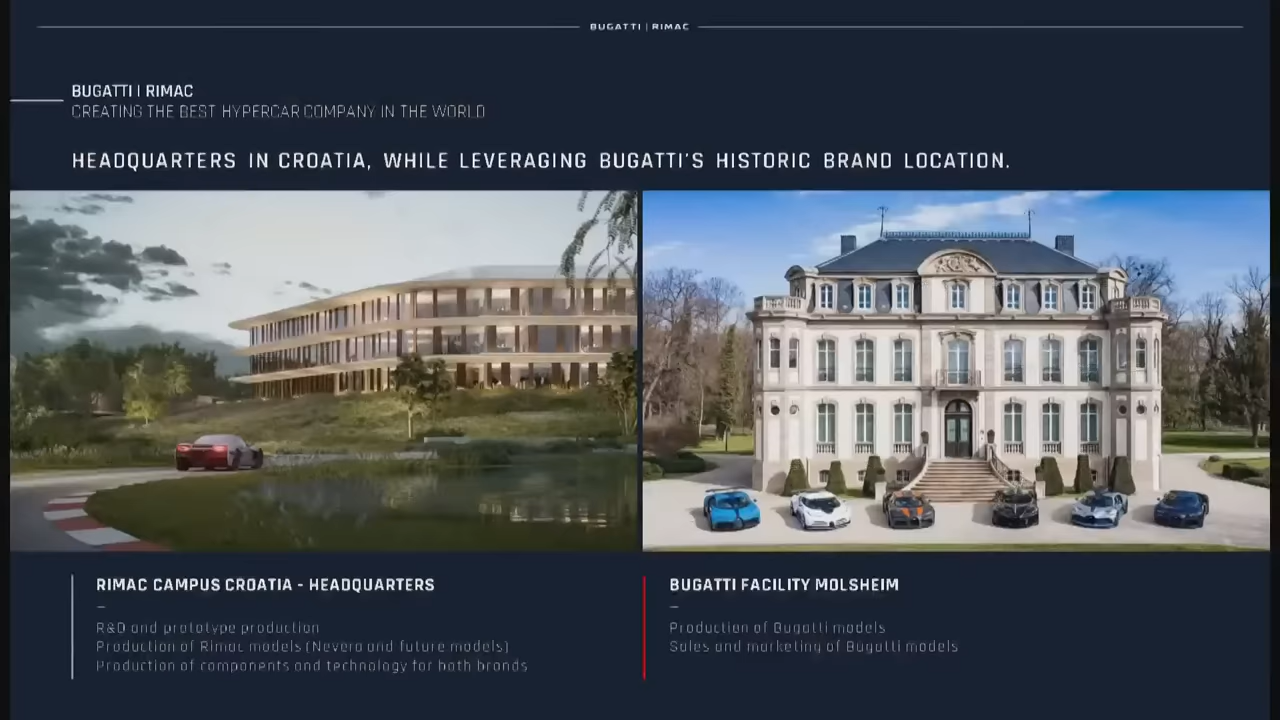 BUGATTI | RIMAC
BUGATTI | RIMAC
CREATING THE BEST HYPERCAR COMPANY IN THE WORLD
HEADQUARTERS IN CROATIA, WHILE LEVERAGING BUGATTI'S HISTORIC BRAND LOCATION.
RIMAC CAMPUS CROATIA - HEADQUARTERS
R&D and prototype production
Production of Rimac models (Nevera and future models)
Production of components and technology for both brands
BUGATTI FACILITY MOLSHEIM
Production of Bugatti models
Sales and marketing of Bugatti models